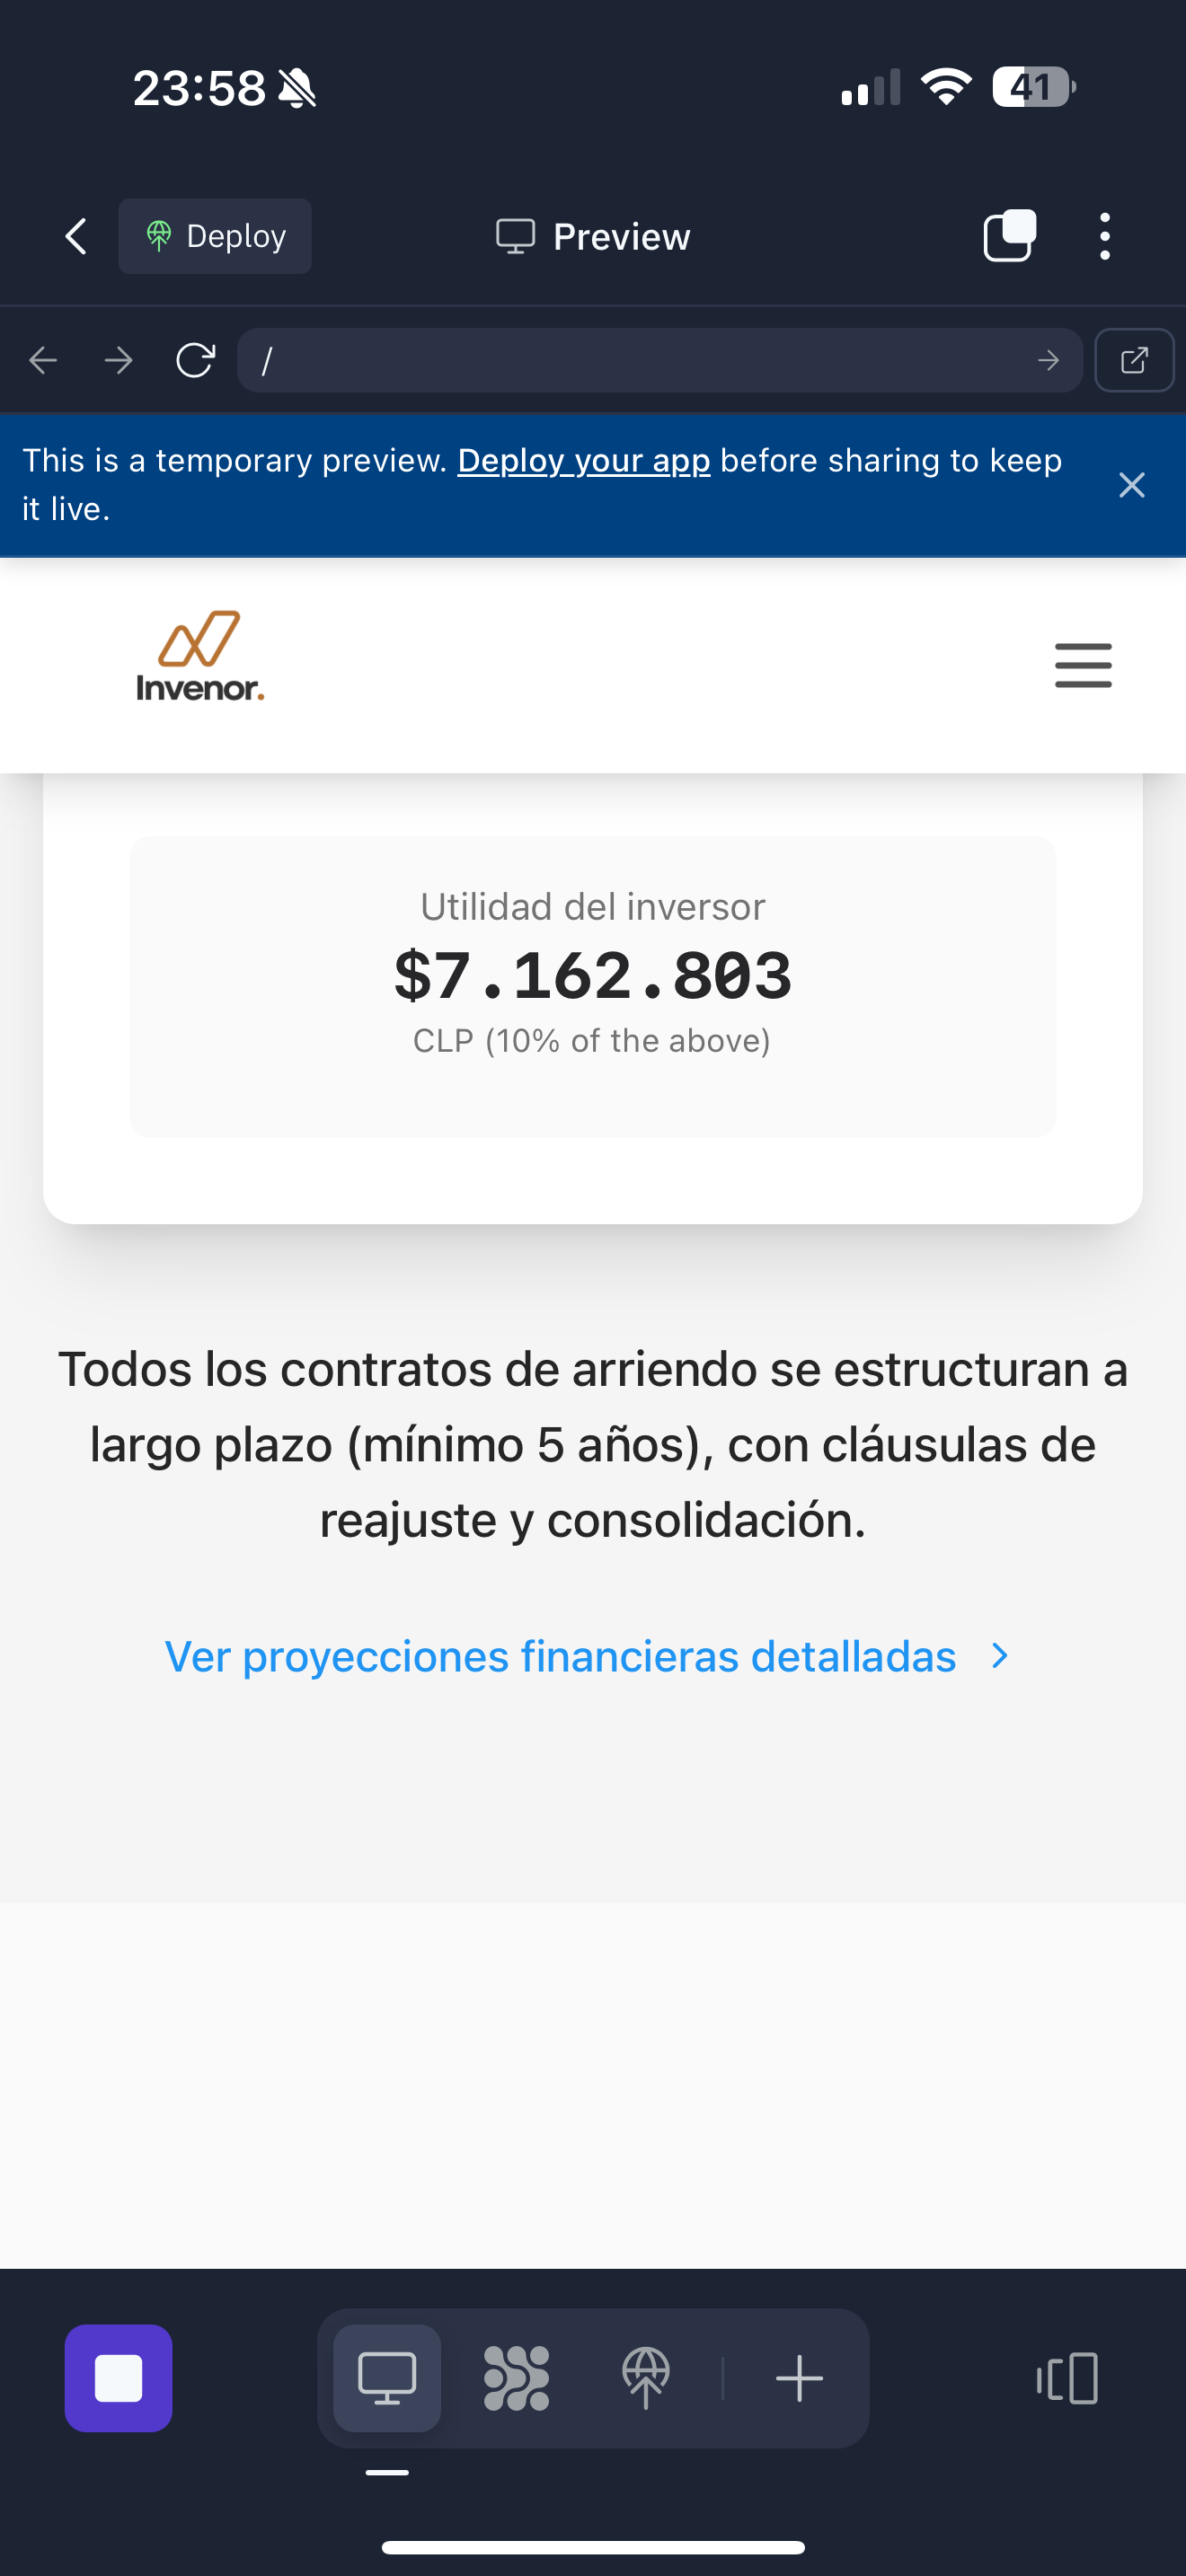 23:58
41
Deploy
Preview
/
This is a temporary preview. Deploy your app before sharing to keep
it live.
Invenor.
Utilidad del inversor
$7.162.803
CLP (10% of the above)
Todos los contratos de arriendo se estructuran a
largo plazo (mínimo 5 años), con cláusulas de
reajuste y consolidación.
Ver proyecciones financieras detalladas